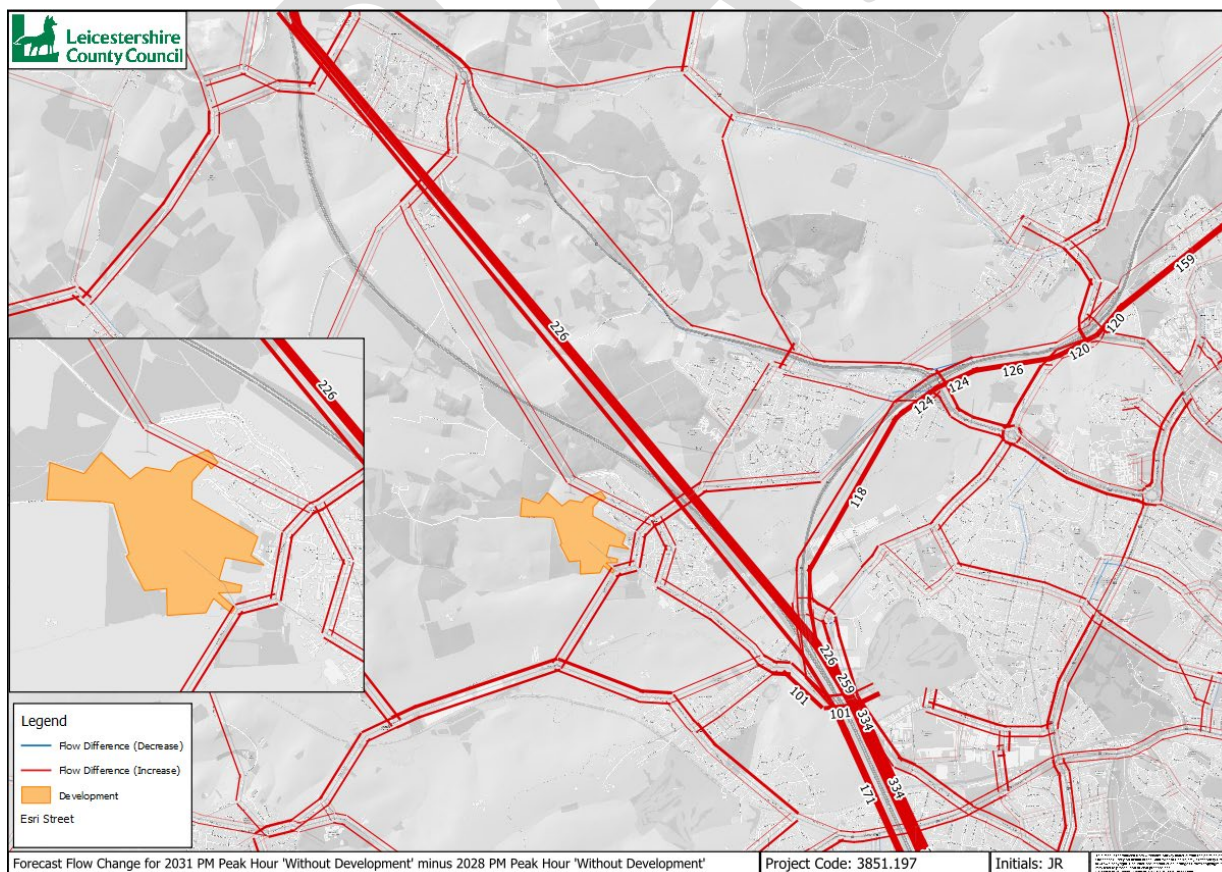 Leicestershire
County Council
226
159
120
120
126
124
124
118
226
226
259
334
334
171
101
101
Legend
Flow Difference (Decrease)
Flow Difference (Increase)
Development
Esri Street
Forecast Flow Change for 2031 PM Peak Hour 'Without Development' minus 2028 PM Peak Hour 'Without Development'
Project Code: 3851.197
Initials: JR